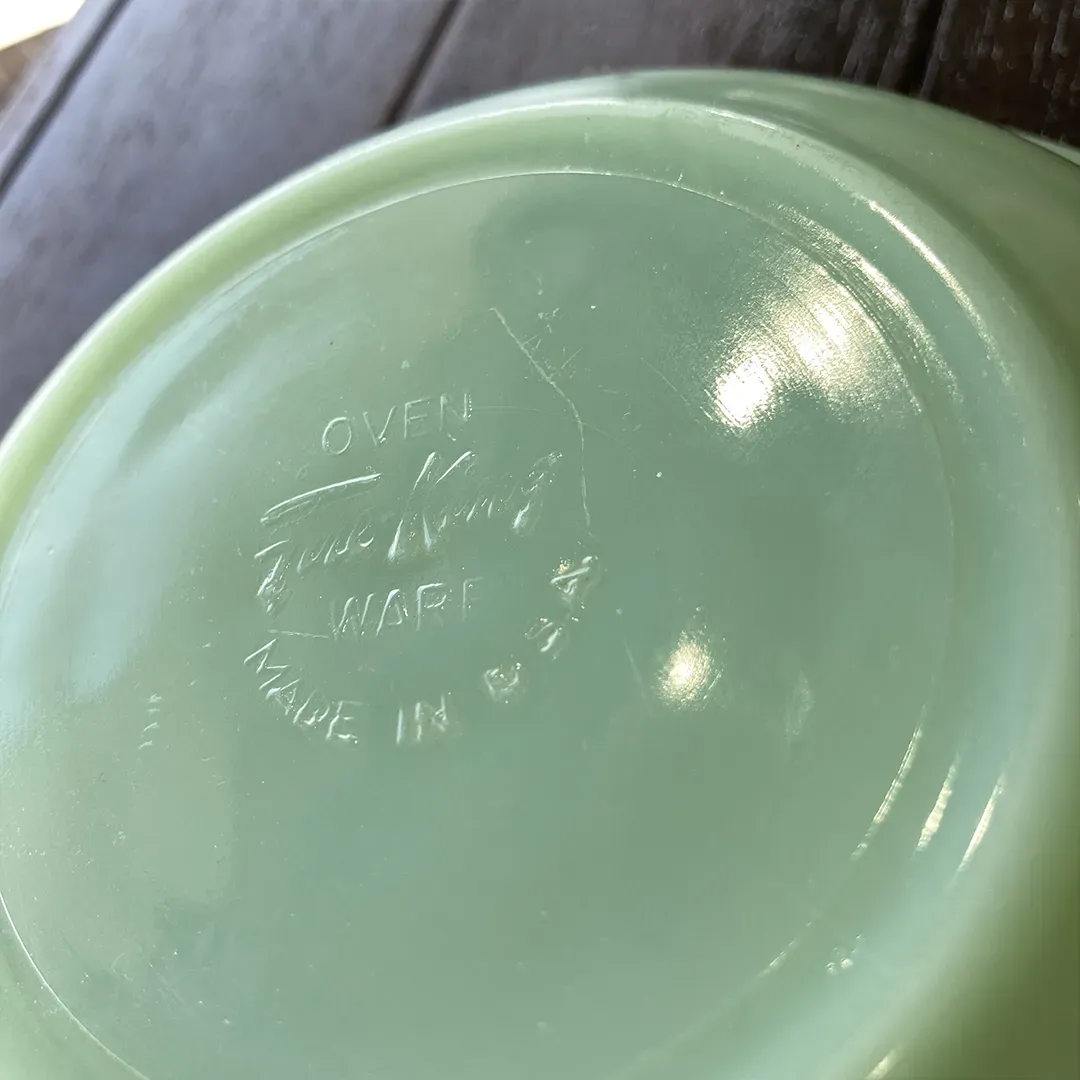 OVEN
Fire King
WARE
MADE IN U.S.A